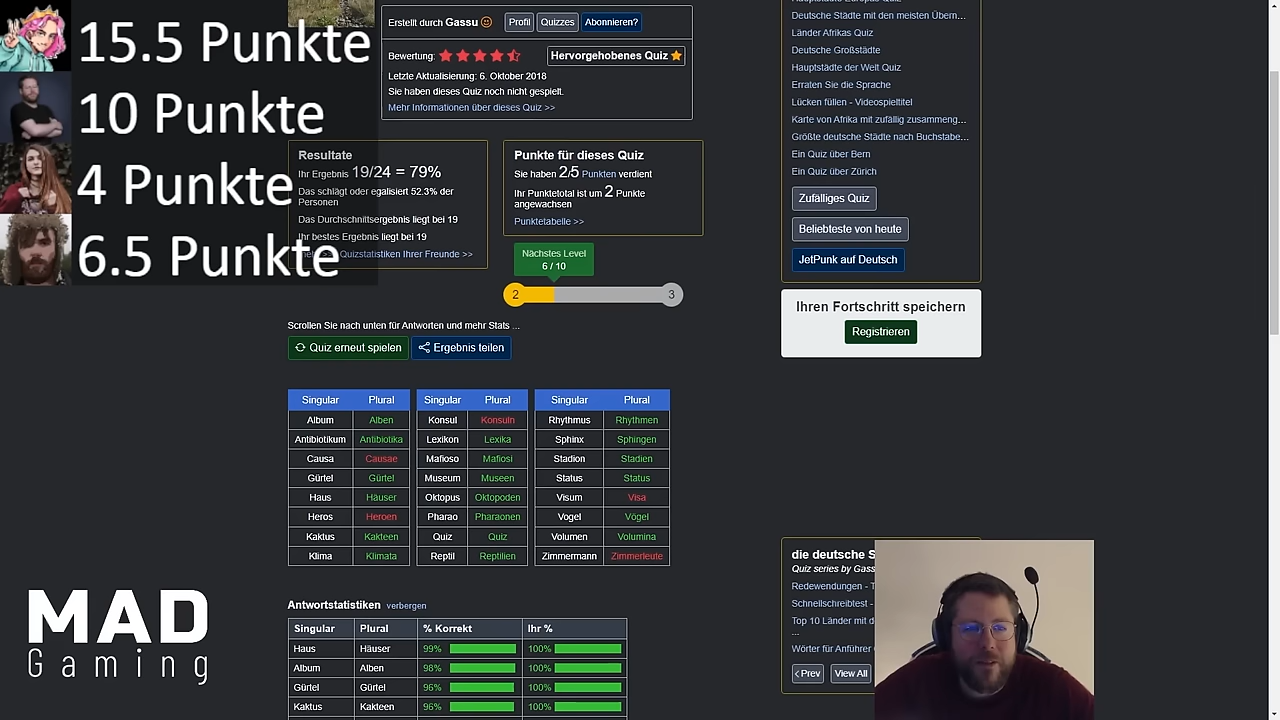 15.5 Punkte
10 Punkte
4 Punkte
6.5 Punkte
Erstellt durch Gassu
Profil
Quizzes
Abonnieren?
Bewertung:
Hervorgehobenes Quiz
Letzte Aktualisierung: 6. Oktober 2018
Sie haben dieses Quiz noch nicht gespielt.
Mehr Informationen über dieses Quiz >>
Resultate
Ihr Ergebnis 19/24 = 79%
Das schlägt oder egalisiert 52.3% der
Personen
Das Durchschnittsergebnis liegt bei 19
Ihr bestes Ergebnis liegt bei 19
Quizstatistiken Ihrer Freunde >>
Punkte für dieses Quiz
Sie haben 2/5 Punkten verdient
Ihr Punktetotal ist um 2 Punkte
angewachsen
Punktetabelle >>
Nächstes Level
6 / 10
2
3
Scrollen Sie nach unten für Antworten und mehr Stats ...
Quiz erneut spielen
Ergebnis teilen
Singular Plural
Album Alben
Antibiotikum Antibiotika
Causa Causae
Gürtel Gürtel
Haus Häuser
Heros Heroen
Kaktus Kakteen
Klima Klimata
Singular Plural
Konsul Konsuln
Lexikon Lexika
Mafioso Mafiosi
Museum Museen
Oktopus Oktopoden
Pharao Pharaonen
Quiz Quiz
Reptil Reptilien
Singular Plural
Rhythmus Rhythmen
Sphinx Sphingen
Stadion Stadien
Status Status
Visum Visa
Vogel Vögel
Volumen Volumina
Zimmermann Zimmerleute
Antwortstatistiken verbergen
Singular Plural % Korrekt Ihr %
Haus Häuser 99% 100%
Album Alben 98% 100%
Gürtel Gürtel 96% 100%
Kaktus Kakteen 96% 100%
Deutsche Städte mit den meisten Übern...
Länder Afrikas Quiz
Deutsche Großstädte
Hauptstädte der Welt Quiz
Erraten Sie die Sprache
Lücken füllen - Videospieltitel
Karte von Afrika mit zufällig zusammeng...
Größte deutsche Städte nach Buchstabe...
Ein Quiz über Bern
Ein Quiz über Zürich
Zufälliges Quiz
Beliebteste von heute
JetPunk auf Deutsch
Ihren Fortschritt speichern
Registrieren
die deutsche S
Quiz series by Gass
Redewendungen - T
Schnellschreibtest -
Top 10 Länder mit d
...
Wörter für Anführer
< Prev
View All
MAD
Gaming